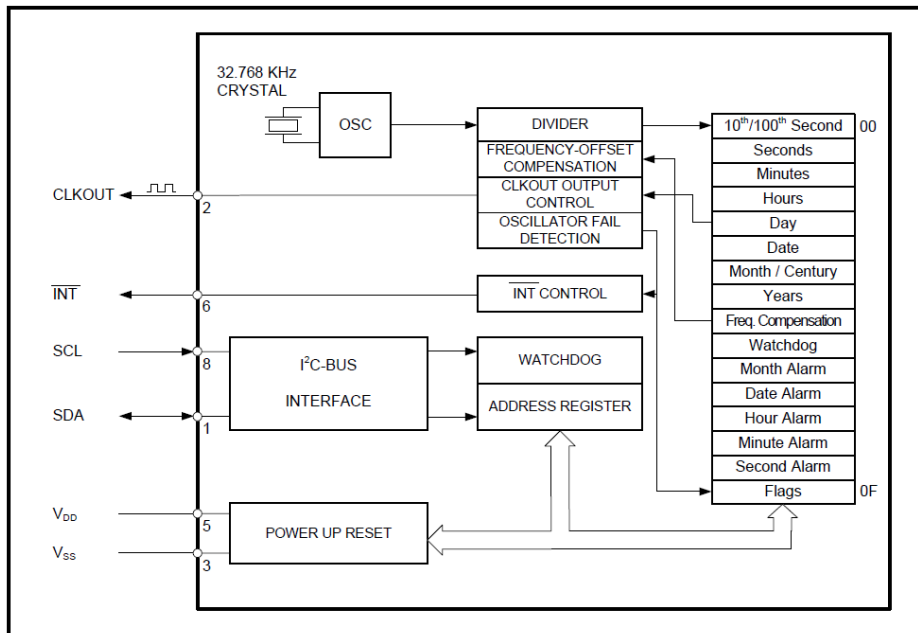 32.768 KHz
CRYSTAL
OSC
DIVIDER
FREQUENCY-OFFSET
COMPENSATION
CLKOUT OUTPUT
CONTROL
OSCILLATOR FAIL
DETECTION
10th/100th Second
00
Seconds
Minutes
Hours
Day
Date
Month / Century
Years
Freq. Compensation
Watchdog
Month Alarm
Date Alarm
Hour Alarm
Minute Alarm
Second Alarm
Flags
0F
CLKOUT
2
INT
6
INT CONTROL
SCL
8
I2C-BUS
INTERFACE
WATCHDOG
SDA
1
ADDRESS REGISTER
VDD
5
POWER UP RESET
VSS
3